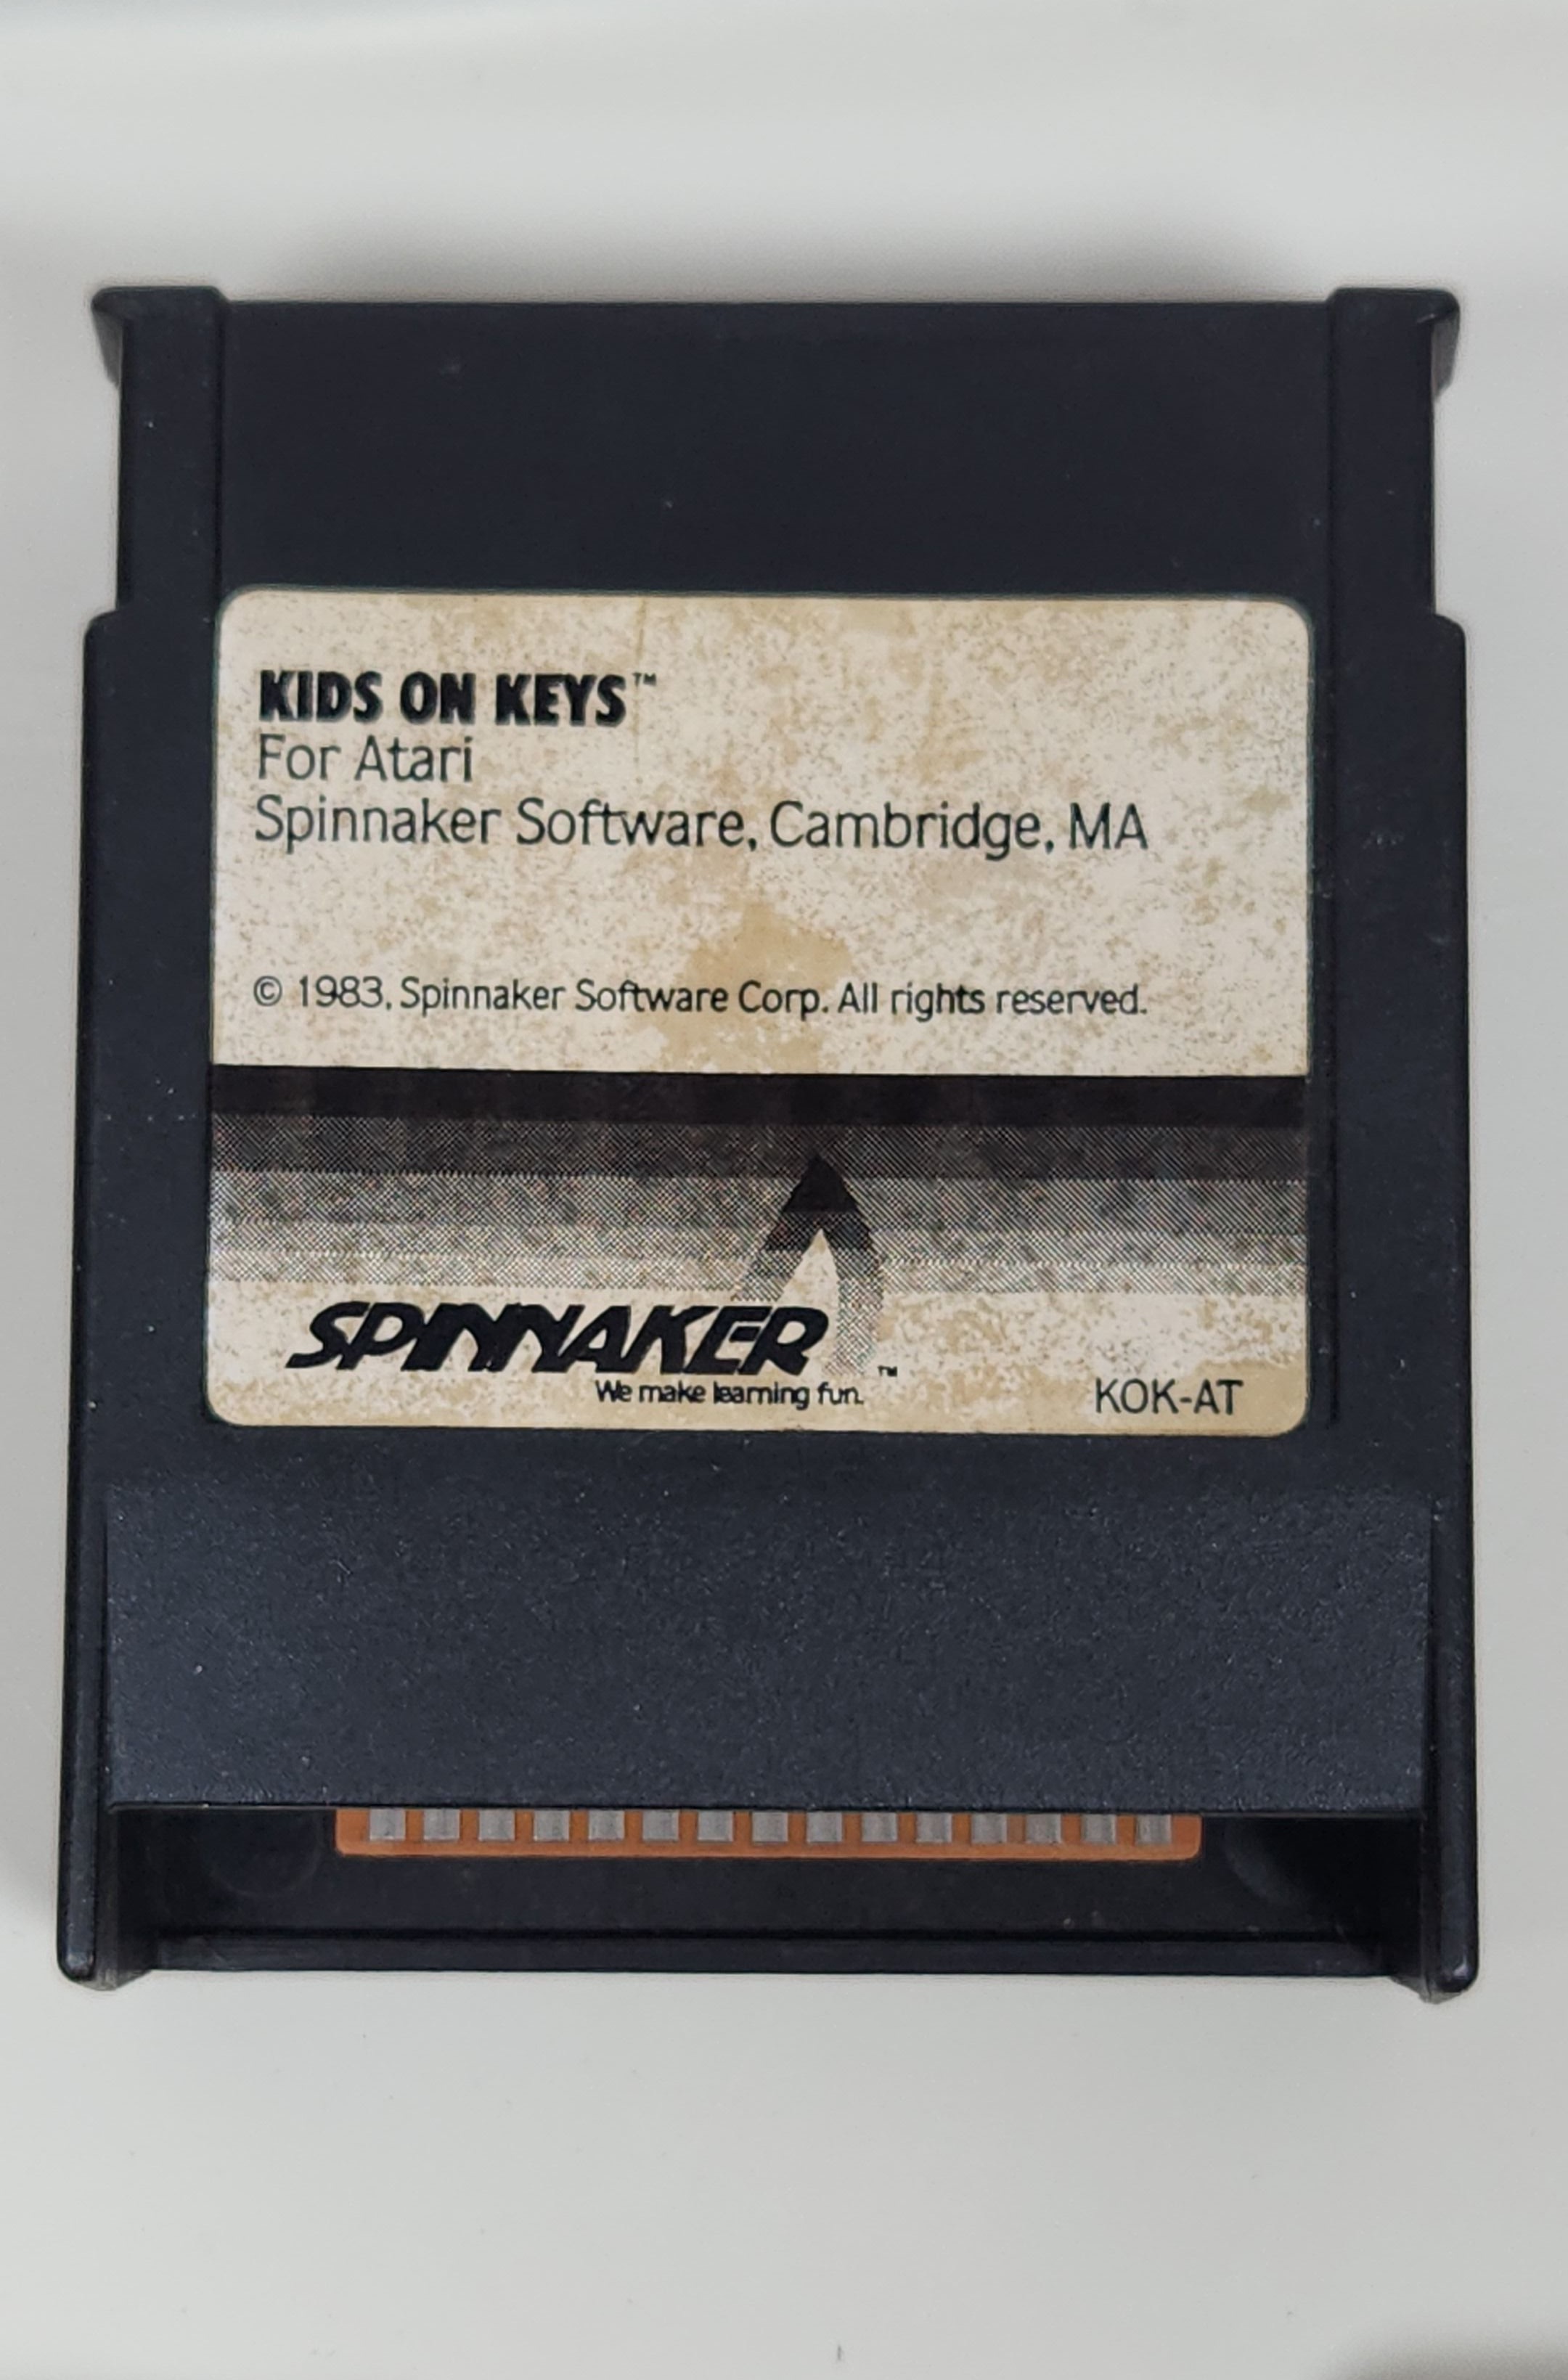 KIDS ON KEYS™
For Atari
Spinnaker Software, Cambridge, MA
© 1983, Spinnaker Software Corp. All rights reserved.
SPINNAKER™
We make learning fun.
KOK-AT